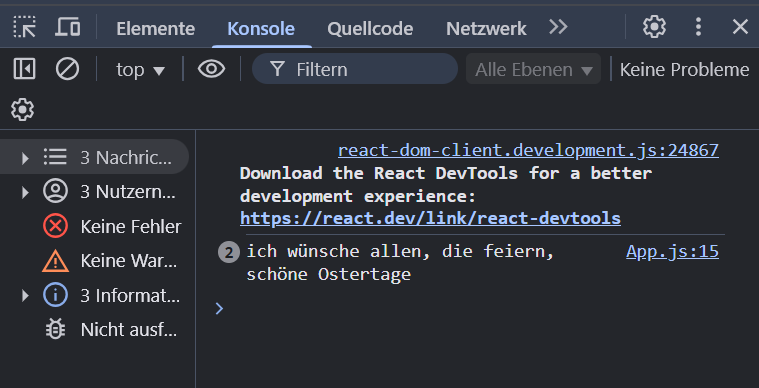 Elemente Konsole Quellcode Netzwerk
top Filtern Alle Ebenen Keine Probleme
3 Nachric...
3 Nutzern...
Keine Fehler
Keine War...
3 Informat...
Nicht ausf...
react-dom-client.development.js:24867
Download the React DevTools for a better
development experience:
https://react.dev/link/react-devtools
2 ich wünsche allen, die feiern, App.js:15
schöne Ostertage